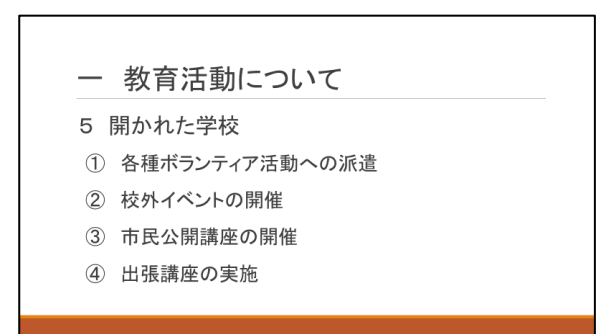 一　教育活動について
５　開かれた学校
①　各種ボランティア活動への派遣
②　校外イベントの開催
③　市民公開講座の開催
④　出張講座の実施